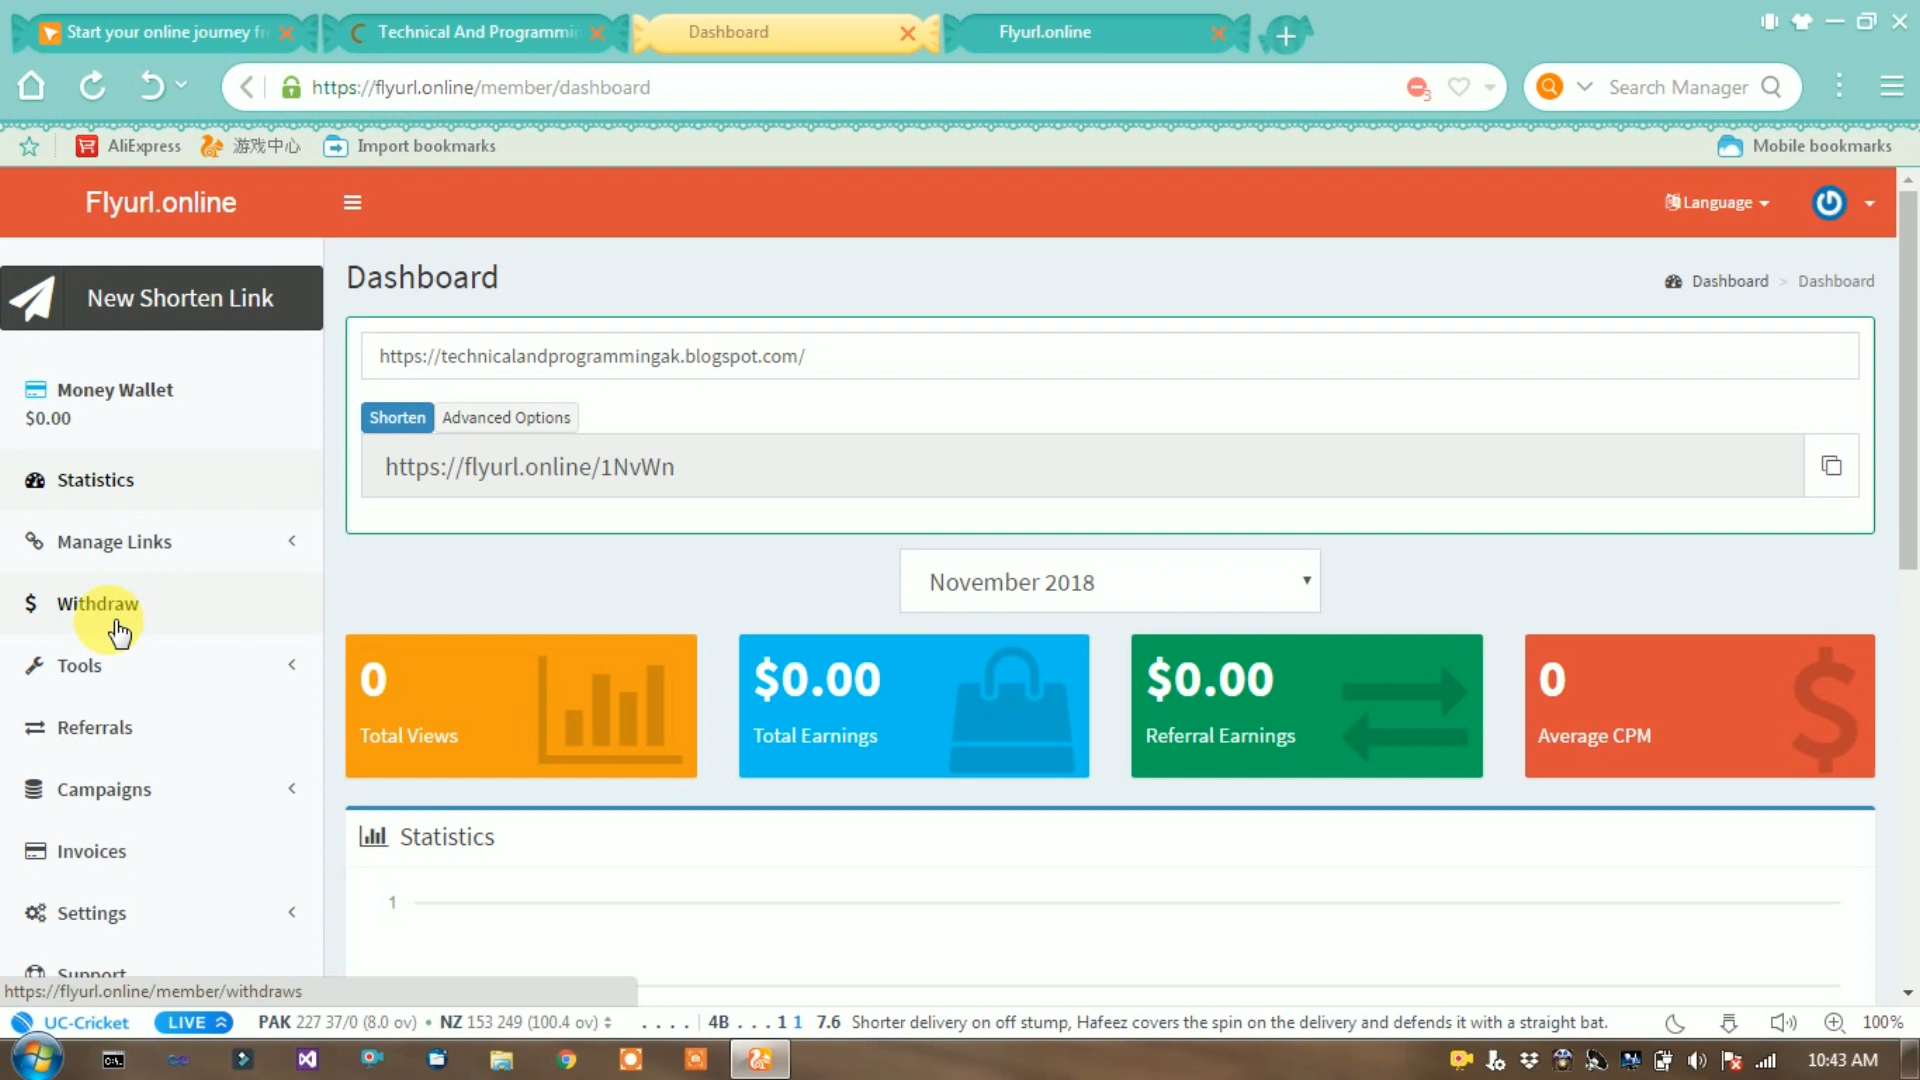 Start your online journey fr
Technical And Programmin
Dashboard
Flyurl.online
https://flyurl.online/member/dashboard
3
Search Manager
AliExpress
游戏中心
Import bookmarks
Mobile bookmarks
Flyurl.online
Language
New Shorten Link
Dashboard
Dashboard > Dashboard
https://technicalandprogrammingak.blogspot.com/
Money Wallet
$0.00
Shorten
Advanced Options
https://flyurl.online/1NvWn
Statistics
Manage Links
November 2018
$ Withdraw
Tools
Referrals
Campaigns
Invoices
Settings
Support
0
Total Views
$0.00
Total Earnings
$0.00
Referral Earnings
0
Average CPM
Statistics
1
https://flyurl.online/member/withdraws
UC-Cricket
LIVE
PAK 227 37/0 (8.0 ov) • NZ 153 249 (100.4 ov)
. . . . | 4B . . . 1 1 7.6 Shorter delivery on off stump, Hafeez covers the spin on the delivery and defends it with a straight bat.
100%
10:43 AM